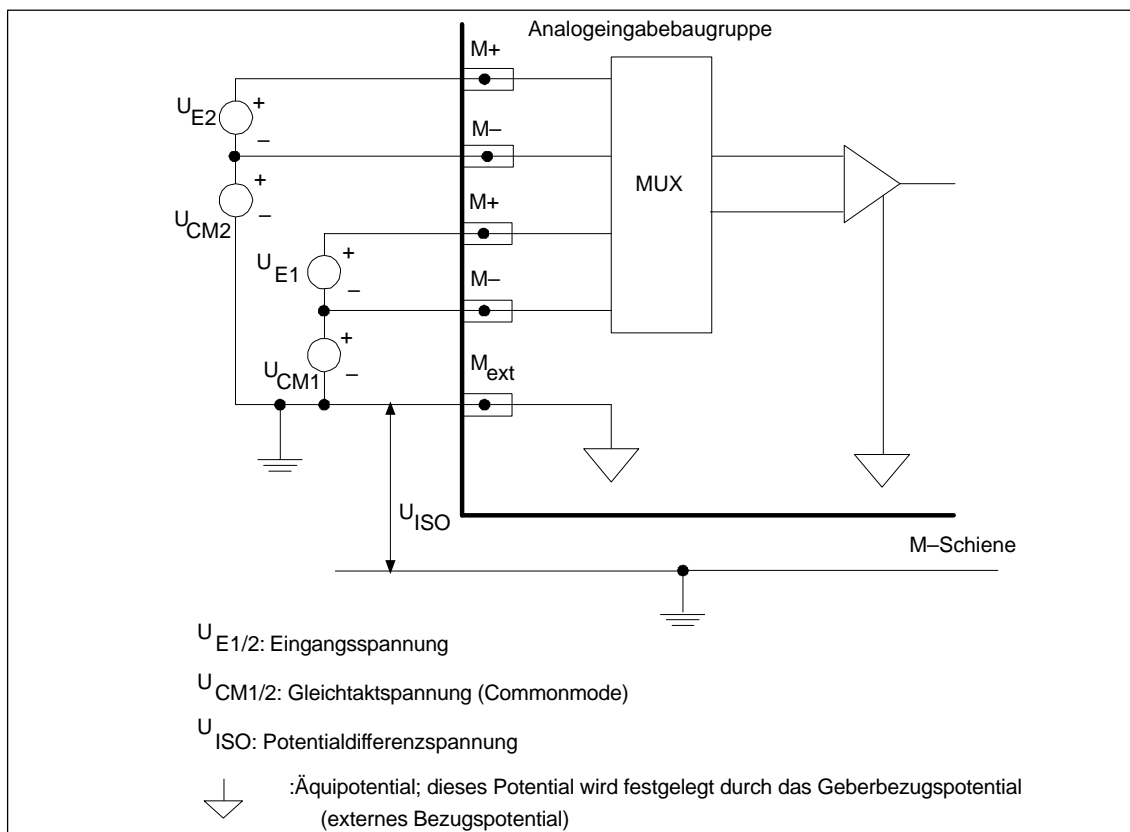 Analogeingabebaugruppe
M+
U E2
+
–
M–
+
U CM2
–
MUX
M+
U E1
+
–
M–
+
U CM1
–
M ext
U ISO
M–Schiene
U E1/2: Eingangsspannung
U CM1/2: Gleichtaktspannung (Commonmode)
U ISO: Potentialdifferenzspannung
:Äquipotential; dieses Potential wird festgelegt durch das Geberbezugspotential
(externes Bezugspotential)